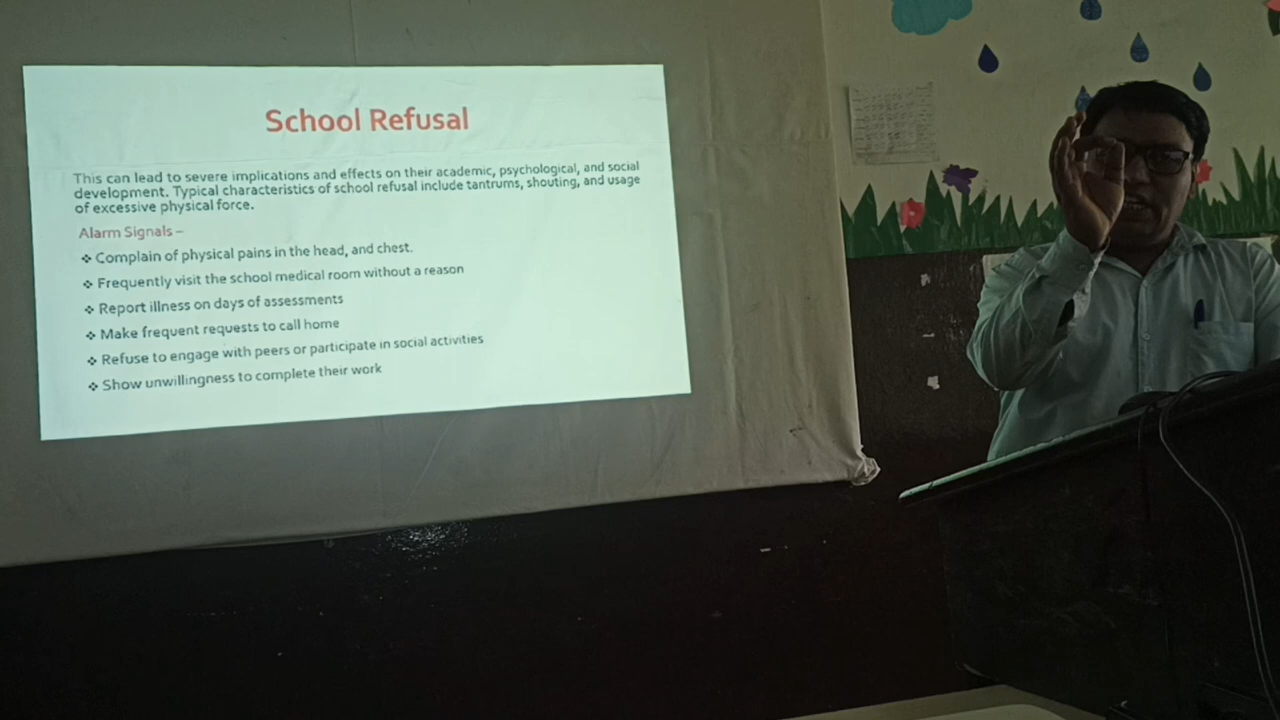 School Refusal
This can lead to severe implications and effects on their academic, psychological, and social
development. Typical characteristics of school refusal include tantrums, shouting, and usage
of excessive physical force.
Alarm Signals –
❖ Complain of physical pains in the head, and chest.
❖ Frequently visit the school medical room without a reason
❖ Report illness on days of assessments
❖ Make frequent requests to call home
❖ Refuse to engage with peers or participate in social activities
❖ Show unwillingness to complete their work